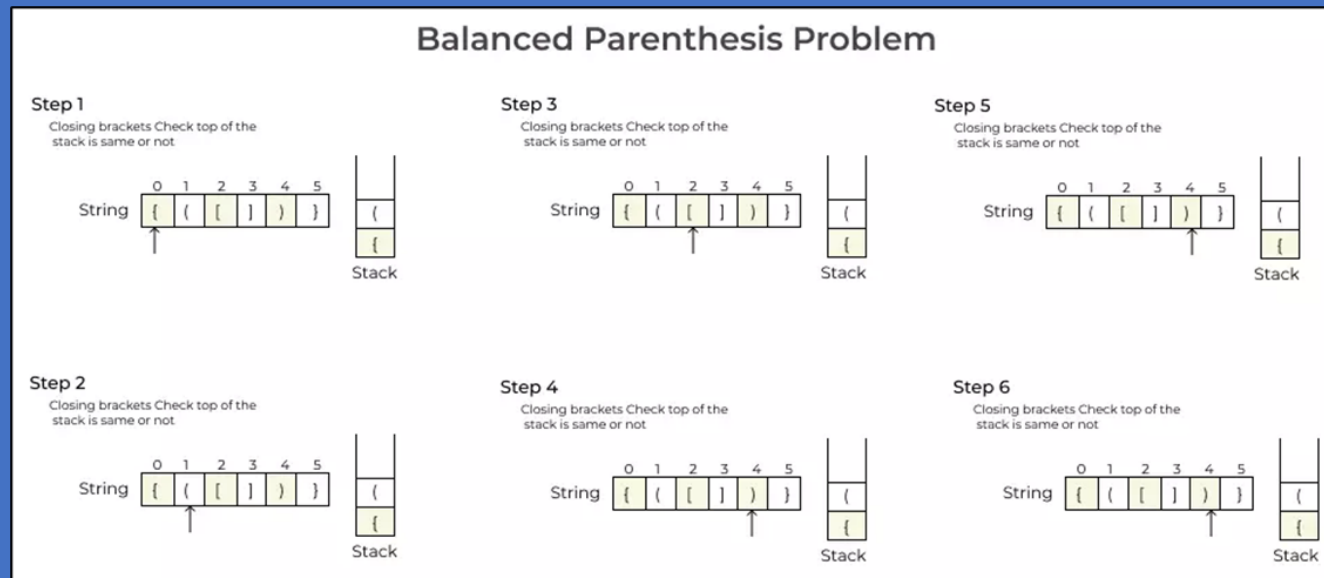 Balanced Parenthesis Problem
Step 1
Closing brackets Check top of the
stack is same or not
0 1 2 3 4 5
String { ( [ ] ) }
(
{
Stack
Step 2
Closing brackets Check top of the
stack is same or not
0 1 2 3 4 5
String { ( [ ] ) }
(
{
Stack
Step 3
Closing brackets Check top of the
stack is same or not
0 1 2 3 4 5
String { ( [ ] ) }
(
{
Stack
Step 4
Closing brackets Check top of the
stack is same or not
0 1 2 3 4 5
String { ( [ ] ) }
(
{
Stack
Step 5
Closing brackets Check top of the
stack is same or not
0 1 2 3 4 5
String { ( [ ] ) }
(
{
Stack
Step 6
Closing brackets Check top of the
stack is same or not
0 1 2 3 4 5
String { ( [ ] ) }
(
{
Stack